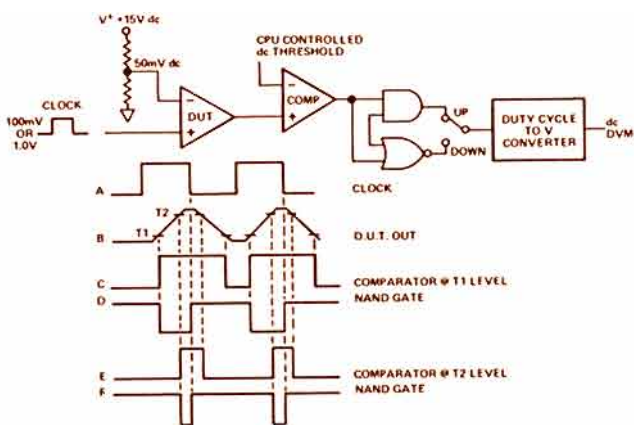 V+ +15V dc
50mV dc
CLOCK
100mV
OR
1.0V
−
+
DUT
CPU CONTROLLED
dc THRESHOLD
−
+
COMP
UP
DOWN
DUTY CYCLE
TO V
CONVERTER
dc
DVM
A
CLOCK
B
T1
T2
D.U.T. OUT
C
COMPARATOR @ T1 LEVEL
D
NAND GATE
E
COMPARATOR @ T2 LEVEL
F
NAND GATE